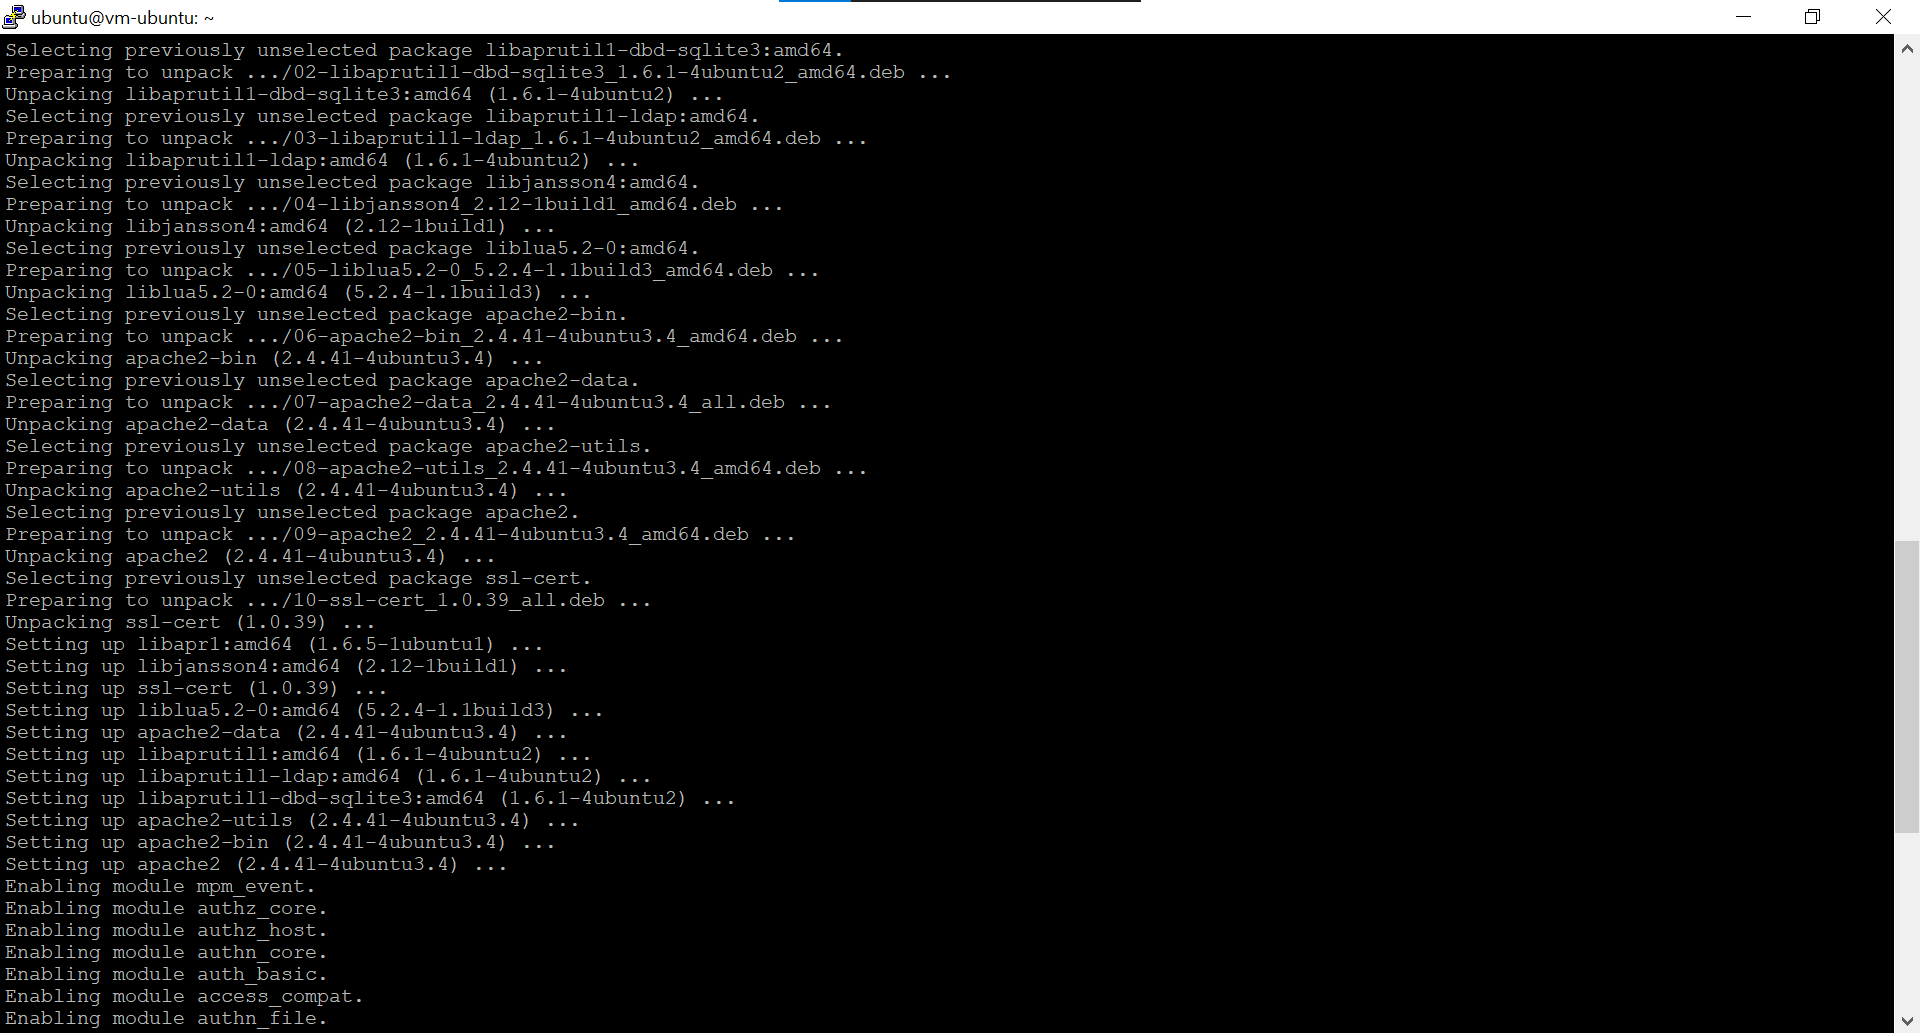 ubuntu@vm-ubuntu: ~
Selecting previously unselected package libaprutil1-dbd-sqlite3:amd64.
Preparing to unpack .../02-libaprutil1-dbd-sqlite3_1.6.1-4ubuntu2_amd64.deb ...
Unpacking libaprutil1-dbd-sqlite3:amd64 (1.6.1-4ubuntu2) ...
Selecting previously unselected package libaprutil1-ldap:amd64.
Preparing to unpack .../03-libaprutil1-ldap_1.6.1-4ubuntu2_amd64.deb ...
Unpacking libaprutil1-ldap:amd64 (1.6.1-4ubuntu2) ...
Selecting previously unselected package libjansson4:amd64.
Preparing to unpack .../04-libjansson4_2.12-1build1_amd64.deb ...
Unpacking libjansson4:amd64 (2.12-1build1) ...
Selecting previously unselected package liblua5.2-0:amd64.
Preparing to unpack .../05-liblua5.2-0_5.2.4-1.1build3_amd64.deb ...
Unpacking liblua5.2-0:amd64 (5.2.4-1.1build3) ...
Selecting previously unselected package apache2-bin.
Preparing to unpack .../06-apache2-bin_2.4.41-4ubuntu3.4_amd64.deb ...
Unpacking apache2-bin (2.4.41-4ubuntu3.4) ...
Selecting previously unselected package apache2-data.
Preparing to unpack .../07-apache2-data_2.4.41-4ubuntu3.4_all.deb ...
Unpacking apache2-data (2.4.41-4ubuntu3.4) ...
Selecting previously unselected package apache2-utils.
Preparing to unpack .../08-apache2-utils_2.4.41-4ubuntu3.4_amd64.deb ...
Unpacking apache2-utils (2.4.41-4ubuntu3.4) ...
Selecting previously unselected package apache2.
Preparing to unpack .../09-apache2_2.4.41-4ubuntu3.4_amd64.deb ...
Unpacking apache2 (2.4.41-4ubuntu3.4) ...
Selecting previously unselected package ssl-cert.
Preparing to unpack .../10-ssl-cert_1.0.39_all.deb ...
Unpacking ssl-cert (1.0.39) ...
Setting up libapr1:amd64 (1.6.5-1ubuntu1) ...
Setting up libjansson4:amd64 (2.12-1build1) ...
Setting up ssl-cert (1.0.39) ...
Setting up liblua5.2-0:amd64 (5.2.4-1.1build3) ...
Setting up apache2-data (2.4.41-4ubuntu3.4) ...
Setting up libaprutil1:amd64 (1.6.1-4ubuntu2) ...
Setting up libaprutil1-ldap:amd64 (1.6.1-4ubuntu2) ...
Setting up libaprutil1-dbd-sqlite3:amd64 (1.6.1-4ubuntu2) ...
Setting up apache2-utils (2.4.41-4ubuntu3.4) ...
Setting up apache2-bin (2.4.41-4ubuntu3.4) ...
Setting up apache2 (2.4.41-4ubuntu3.4) ...
Enabling module mpm_event.
Enabling module authz_core.
Enabling module authz_host.
Enabling module authn_core.
Enabling module auth_basic.
Enabling module access_compat.
Enabling module authn_file.